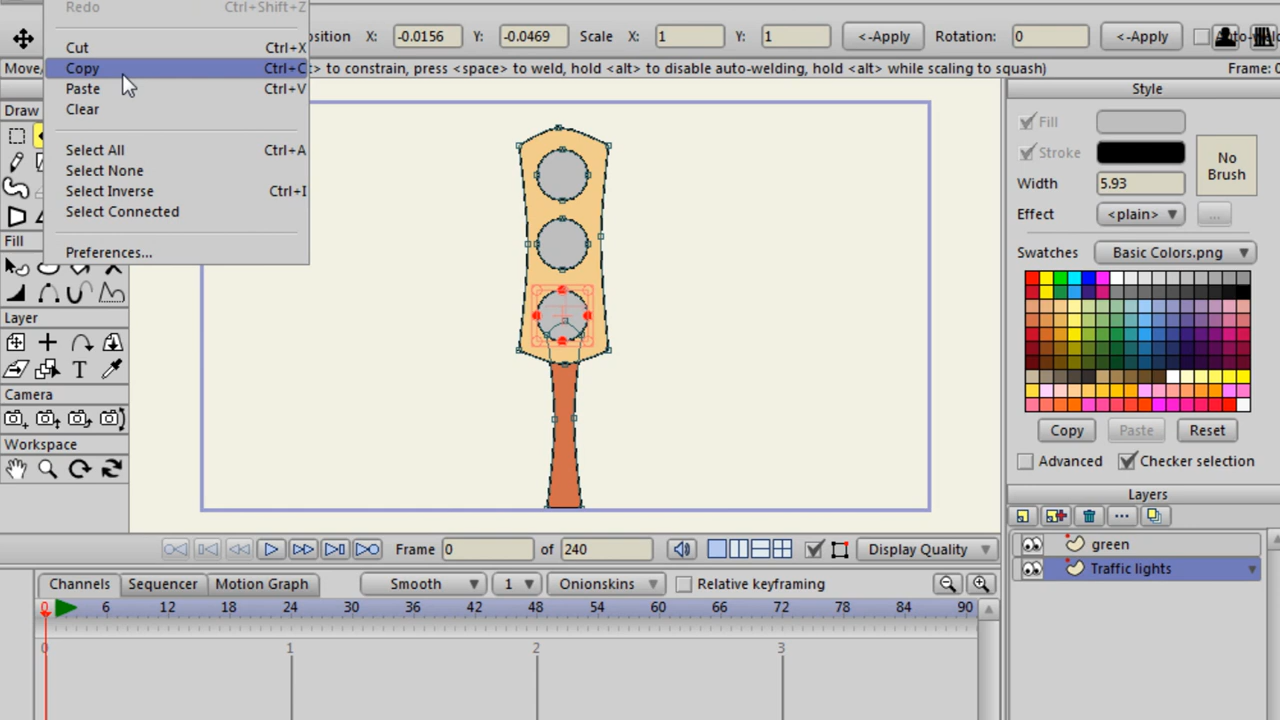 Redo Ctrl+Shift+Z
Cut Ctrl+X
Copy Ctrl+C
Paste Ctrl+V
Clear
Select All Ctrl+A
Select None
Select Inverse Ctrl+I
Select Connected
Preferences...
osition X: -0.0156 Y: -0.0469 Scale X: 1 Y: 1 <-Apply Rotation: 0 <-Apply
Move/ t> to constrain, press <space> to weld, hold <alt> to disable auto-welding, hold <alt> while scaling to squash) Frame: 0
Draw
Fill
Layer
T
Camera
Workspace
Style
Fill
Stroke
No
Brush
Width 5.93
Effect <plain> ...
Swatches Basic Colors.png
Copy Paste Reset
Advanced Checker selection
Layers
green
Traffic lights
Frame 0 of 240 Display Quality
Channels Sequencer Motion Graph Smooth 1 Onionskins Relative keyframing
0 6 12 18 24 30 36 42 48 54 60 66 72 78 84 90
0 1 2 3